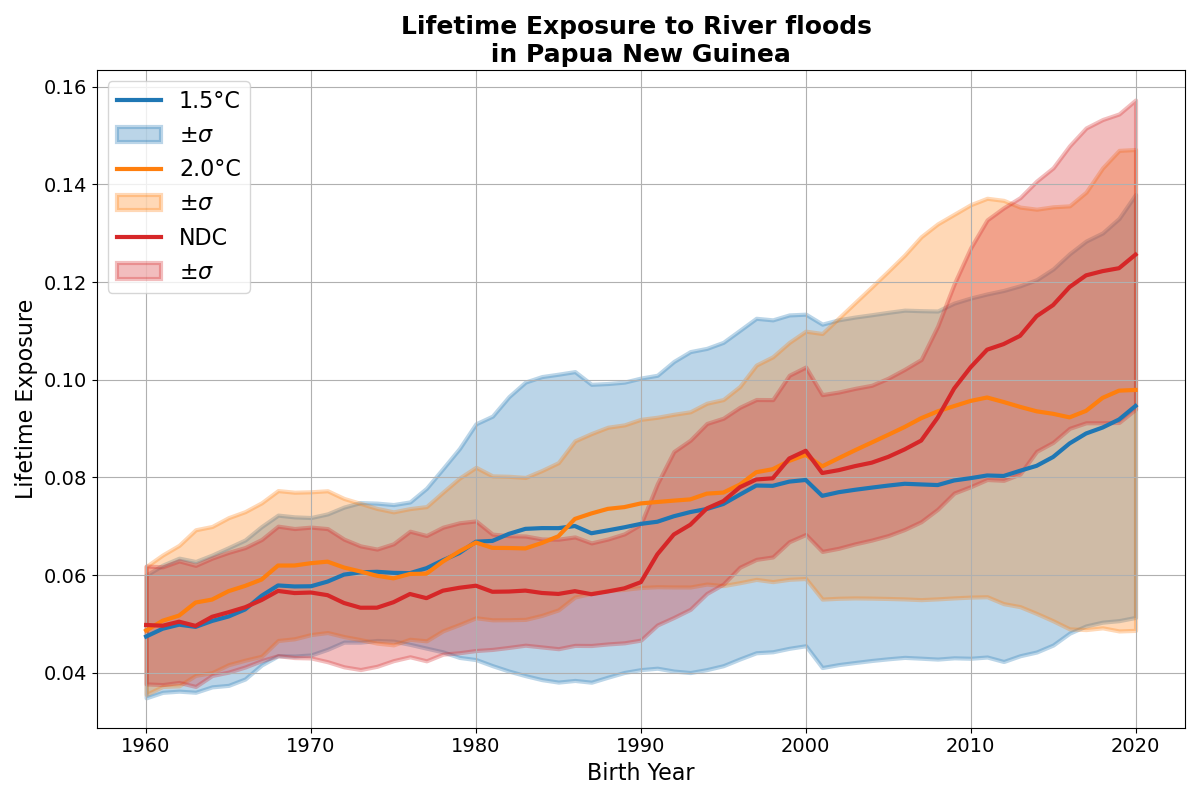 Lifetime Exposure to River floods
in Papua New Guinea
1.5°C
±σ
2.0°C
±σ
NDC
±σ
Lifetime Exposure
0.16
0.14
0.12
0.10
0.08
0.06
0.04
1960 1970 1980 1990 2000 2010 2020
Birth Year